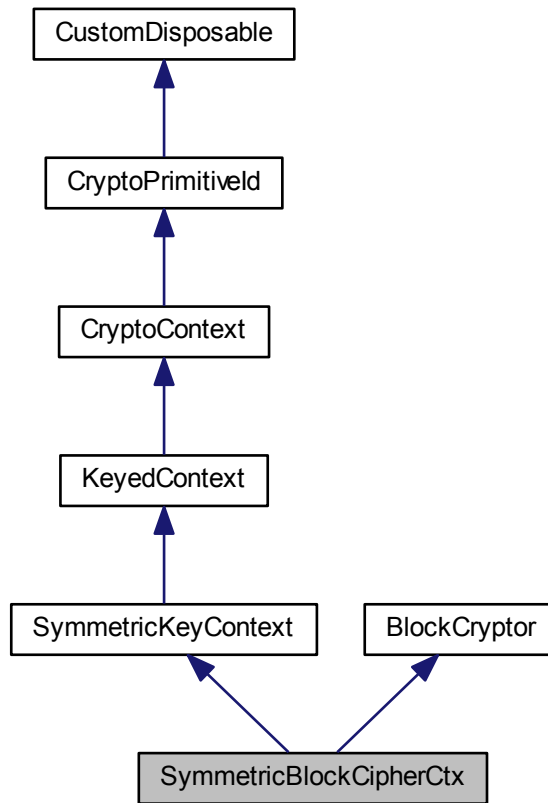 CustomDisposable
CryptoPrimitiveId
CryptoContext
KeyedContext
SymmetricKeyContext
BlockCryptor
SymmetricBlockCipherCtx